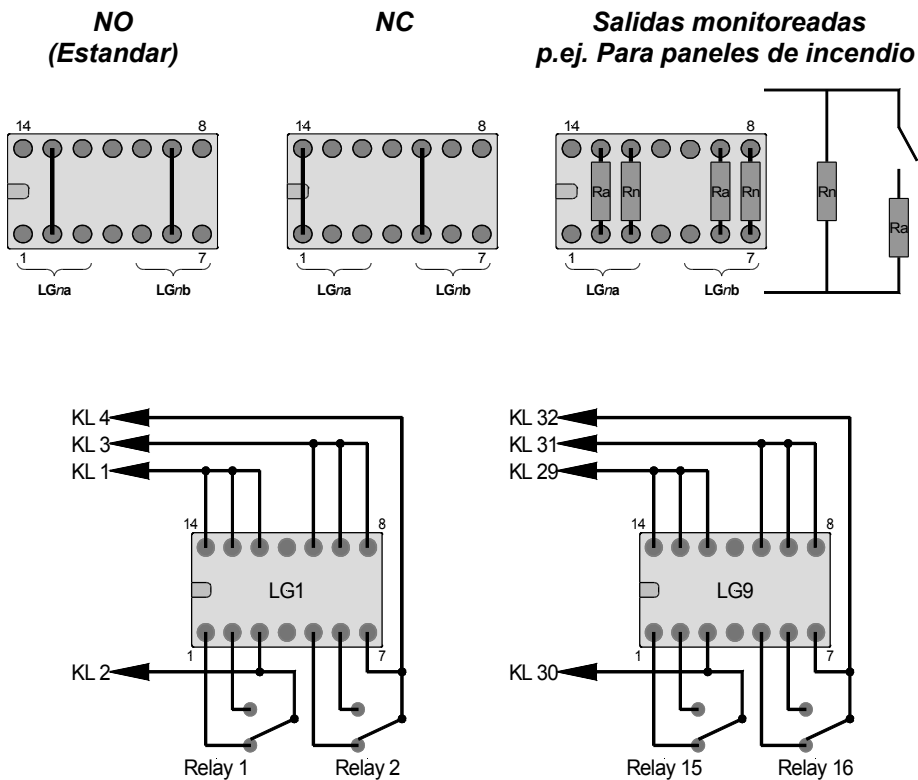 NO
(Estandar)
NC
Salidas monitoreadas
p.ej. Para paneles de incendio
14 8
1 7
LGna LGnb
14 8
1 7
LGna LGnb
14 8
Ra Rn Ra Rn
1 7
LGna LGnb
Rn
Ra
KL 4
KL 3
KL 1
14 8
LG1
1 7
KL 2
Relay 1 Relay 2
KL 32
KL 31
KL 29
14 8
LG9
1 7
KL 30
Relay 15 Relay 16